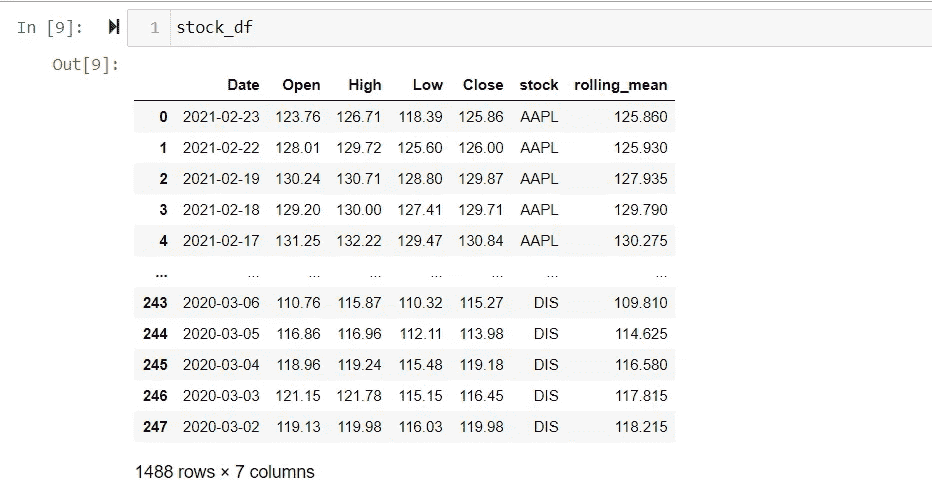 In [9]: 1 stock_df
Out[9]:
Date Open High Low Close stock rolling_mean
0 2021-02-23 123.76 126.71 118.39 125.86 AAPL 125.860
1 2021-02-22 128.01 129.72 125.60 126.00 AAPL 125.930
2 2021-02-19 130.24 130.71 128.80 129.87 AAPL 127.935
3 2021-02-18 129.20 130.00 127.41 129.71 AAPL 129.790
4 2021-02-17 131.25 132.22 129.47 130.84 AAPL 130.275
... ... ... ... ... ... ... ...
243 2020-03-06 110.76 115.87 110.32 115.27 DIS 109.810
244 2020-03-05 116.86 116.96 112.11 113.98 DIS 114.625
245 2020-03-04 118.96 119.24 115.48 119.18 DIS 116.580
246 2020-03-03 121.15 121.78 115.15 116.45 DIS 117.815
247 2020-03-02 119.13 119.98 116.03 119.98 DIS 118.215
1488 rows × 7 columns